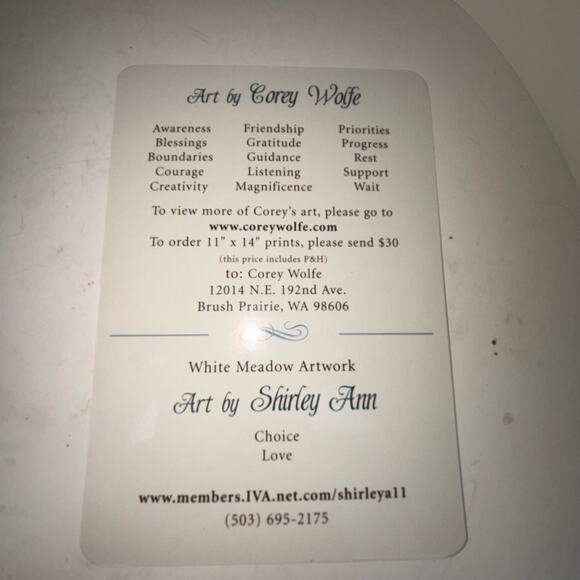 Art by Corey Wolfe
Awareness Friendship Priorities
Blessings Gratitude Progress
Boundaries Guidance Rest
Courage Listening Support
Creativity Magnificence Wait
To view more of Corey's art, please go to
www.coreywolfe.com
To order 11" x 14" prints, please send $30
(this price includes P&H)
to: Corey Wolfe
12014 N.E. 192nd Ave.
Brush Prairie, WA 98606
White Meadow Artwork
Art by Shirley Ann
Choice
Love
www.members.IVA.net.com/shirleya11
(503) 695-2175